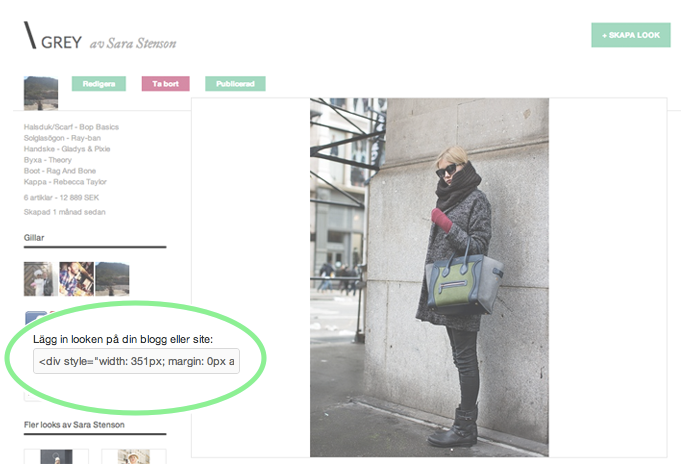 \ GREY av Sara Stenson
+ SKAPA LOOK
Redigera
Ta bort
Publicerad
Halsduk/Scarf - Bop Basics
Solglasögon - Ray-ban
Handske - Gladys & Pixie
Byxa - Theory
Boot - Rag And Bone
Kappa - Rebecca Taylor
6 artiklar - 12 889 SEK
Skapad 1 månad sedan
Gillar
Lägg in looken på din blogg eller site:
<div style="width: 351px; margin: 0px a
Fler looks av Sara Stenson